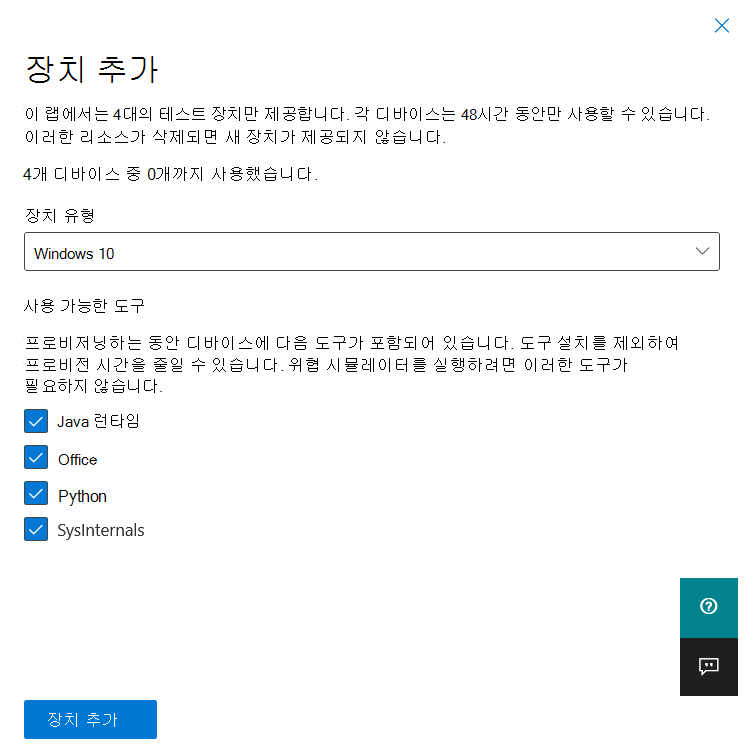 장치 추가
이 랩에서는 4대의 테스트 장치만 제공합니다. 각 디바이스는 48시간 동안만 사용할 수 있습니다.
이러한 리소스가 삭제되면 새 장치가 제공되지 않습니다.
4개 디바이스 중 0개까지 사용했습니다.
장치 유형
Windows 10
사용 가능한 도구
프로비저닝하는 동안 디바이스에 다음 도구가 포함되어 있습니다. 도구 설치를 제외하여
프로비전 시간을 줄일 수 있습니다. 위협 시뮬레이터를 실행하려면 이러한 도구가
필요하지 않습니다.
Java 런타임
Office
Python
SysInternals
장치 추가